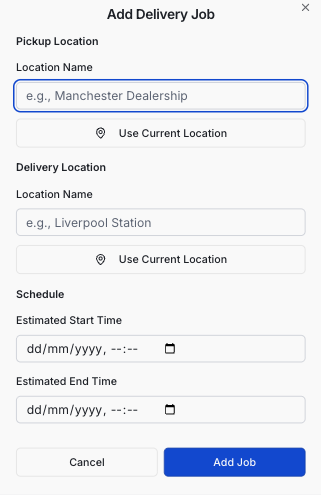 Add Delivery Job
Pickup Location
Location Name
e.g., Manchester Dealership
Use Current Location
Delivery Location
Location Name
e.g., Liverpool Station
Use Current Location
Schedule
Estimated Start Time
dd/mm/yyyy, --:--
Estimated End Time
dd/mm/yyyy, --:--
Cancel Add Job